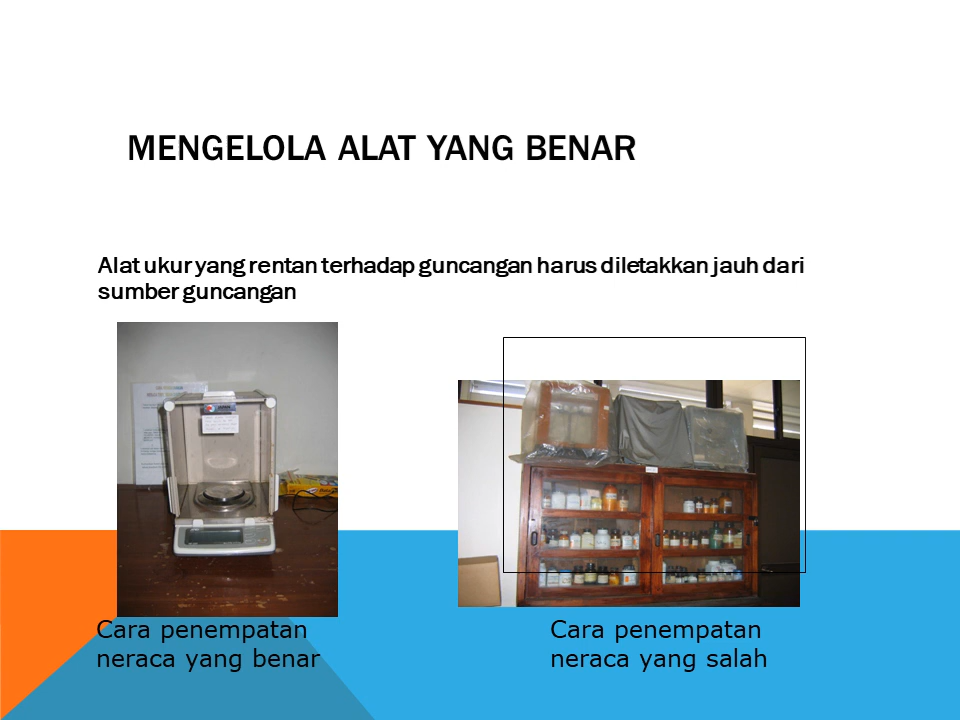 MENGELOLA ALAT YANG BENAR
Alat ukur yang rentan terhadap guncangan harus diletakkan jauh dari
sumber guncangan
Cara penempatan
neraca yang benar
Cara penempatan
neraca yang salah